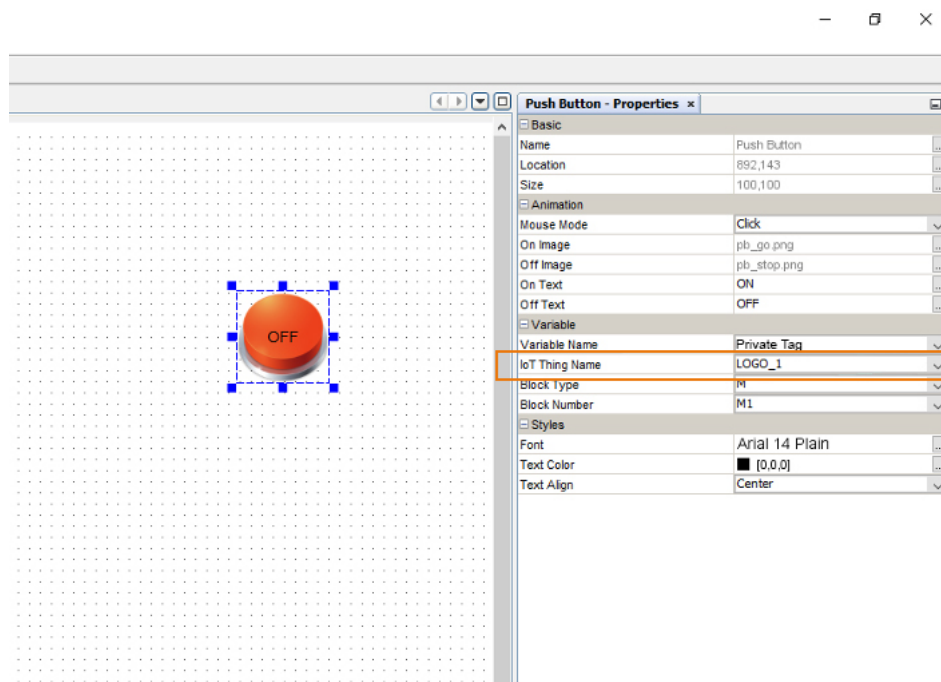 Push Button - Properties ×
Basic
Name Push Button
Location 892,143
Size 100,100
Animation
Mouse Mode Click
On Image pb_go.png
Off Image pb_stop.png
On Text ON
Off Text OFF
Variable
Variable Name Private Tag
IoT Thing Name LOGO_1
Block Type M
Block Number M1
Styles
Font Arial 14 Plain
Text Color [0,0,0]
Text Align Center
OFF